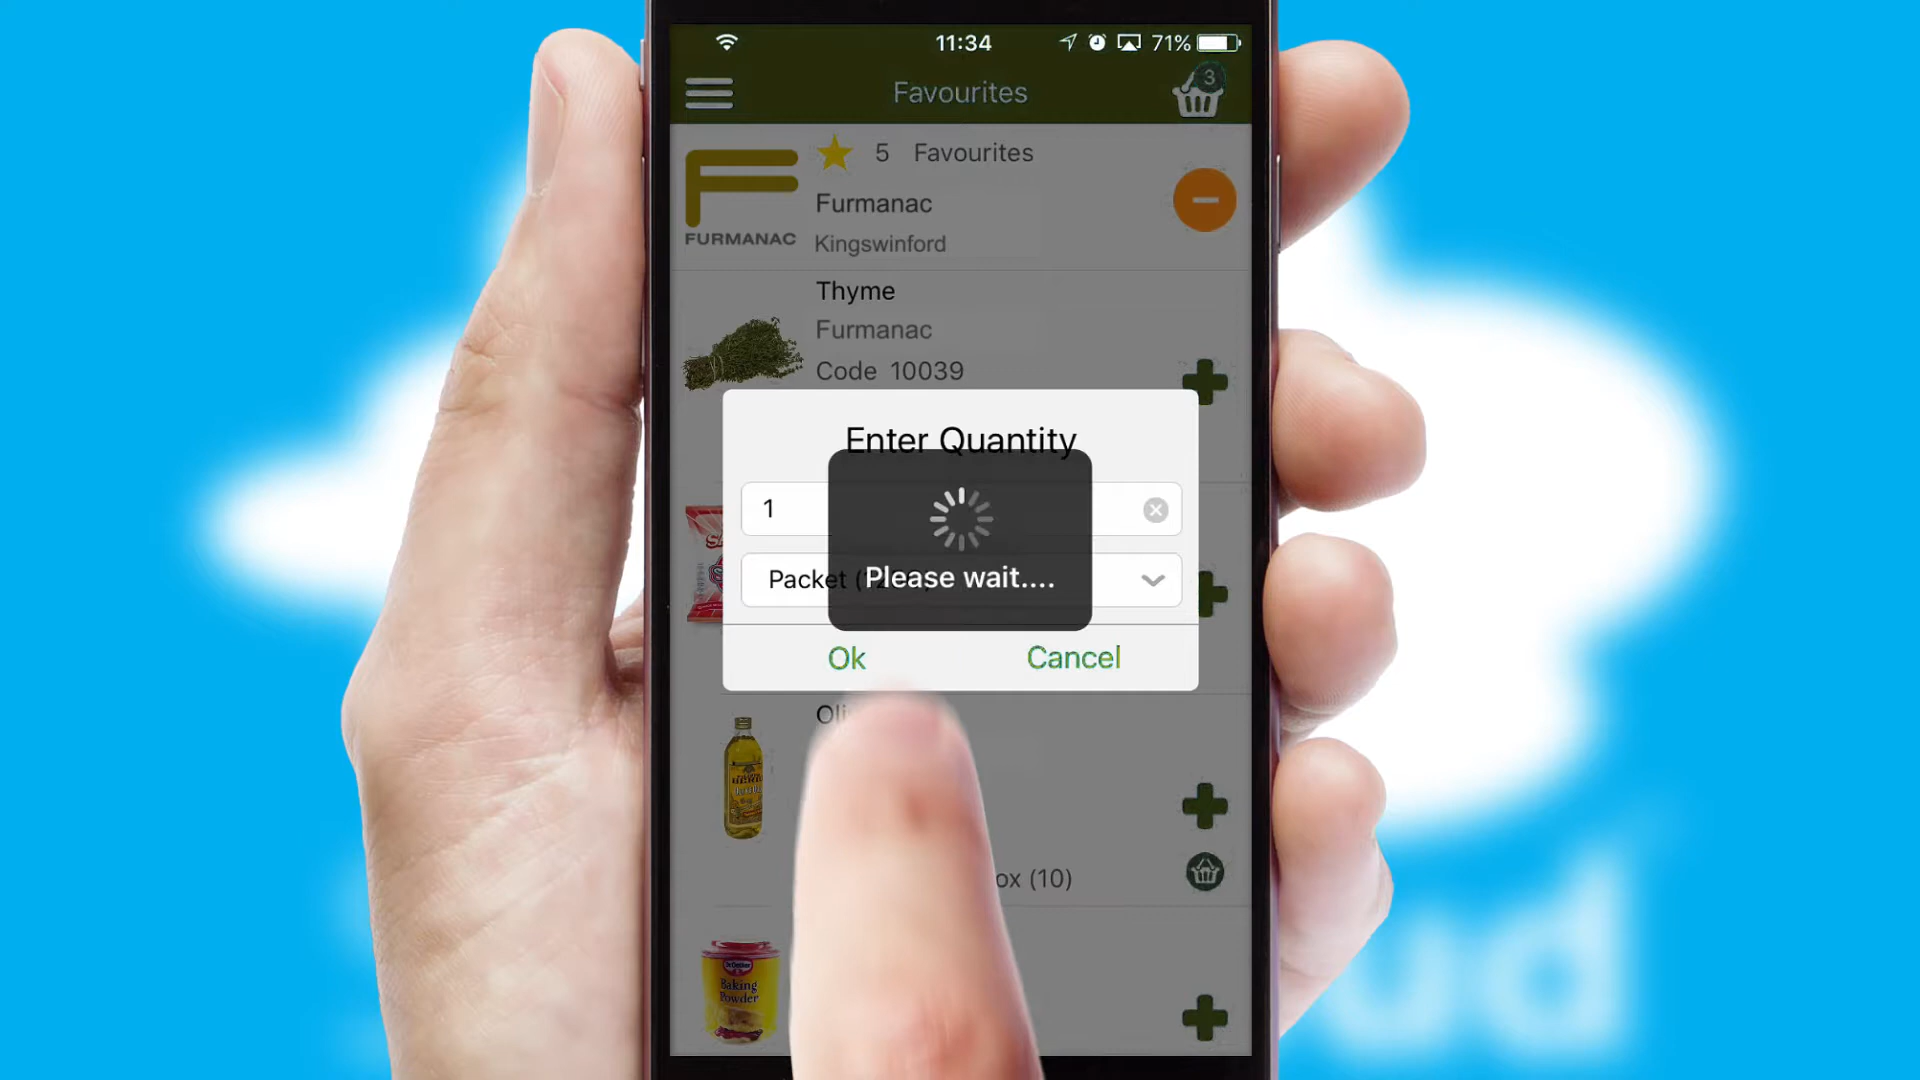 11:34
71%
Favourites
3
5 Favourites
FURMANAC
Furmanac
Kingswinford
Thyme
Furmanac
Code 10039
Enter Quantity
1
Packet
Please wait....
Ok
Cancel
ox (10)
Baking
Powder
ud